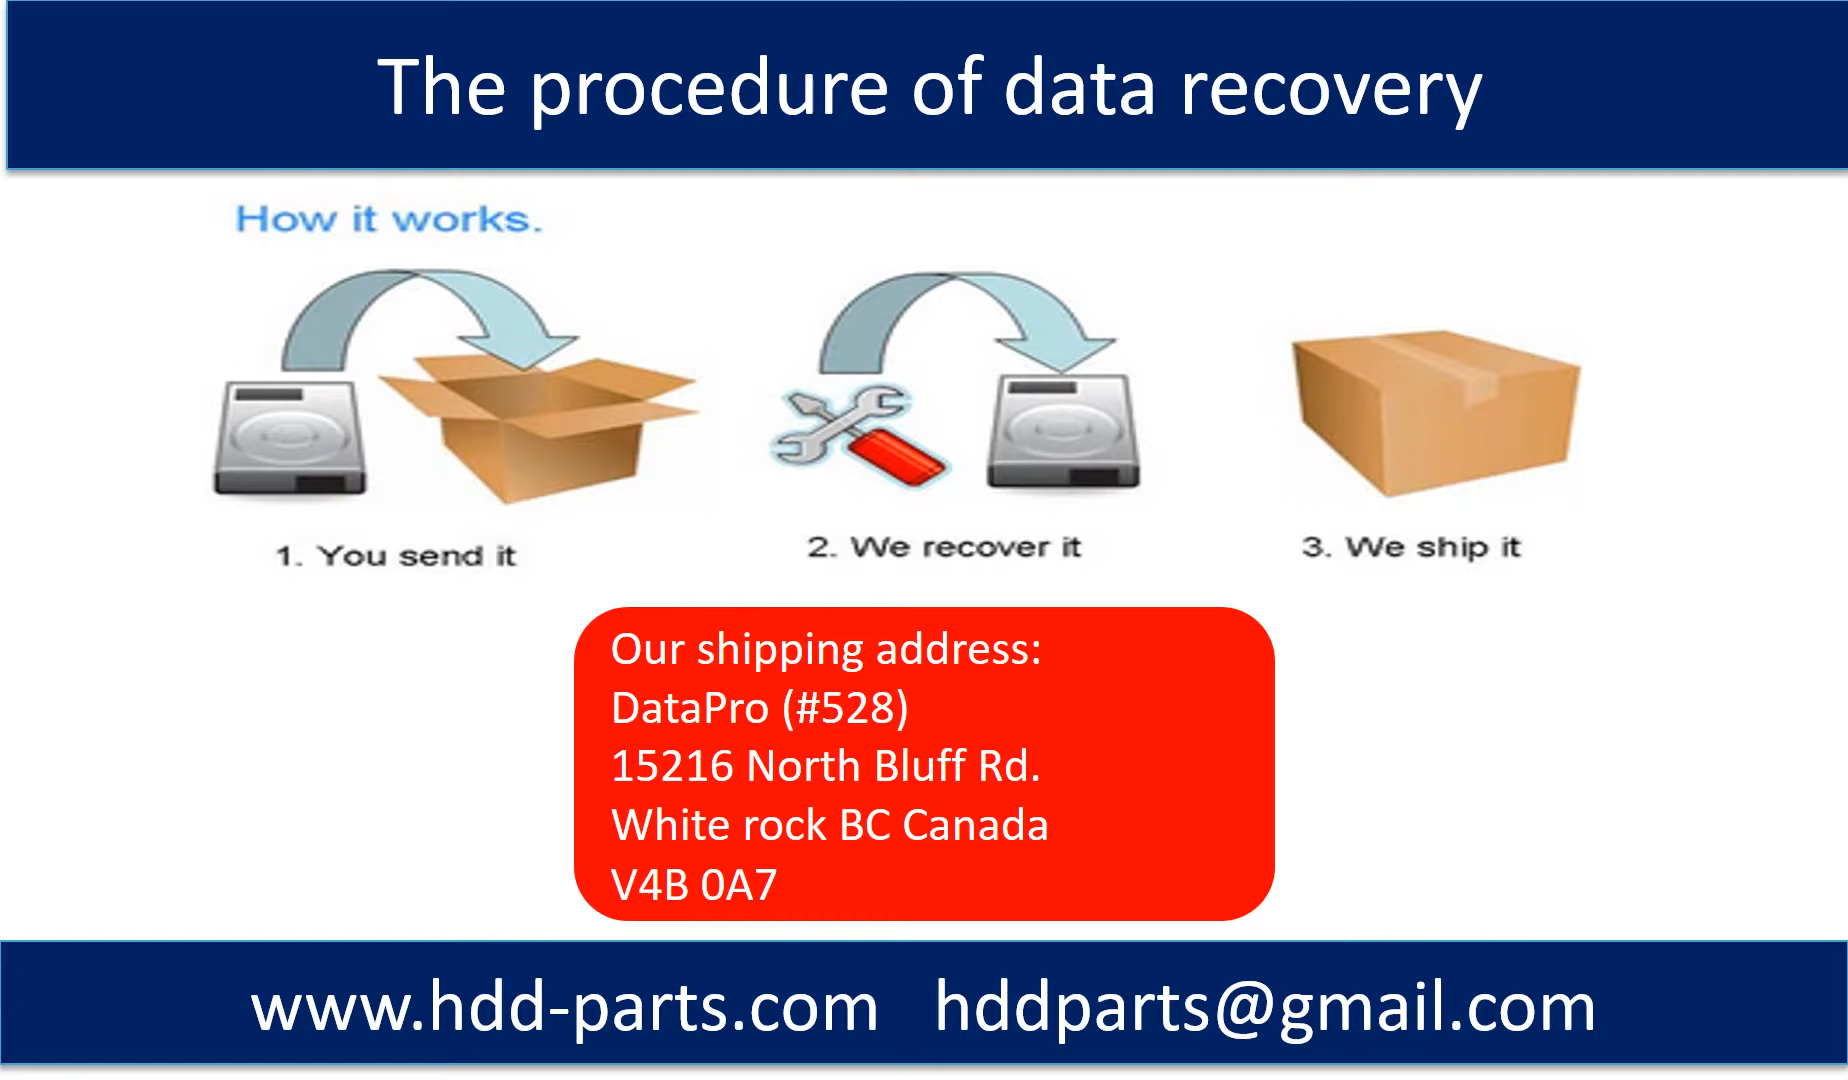 The procedure of data recovery
How it works.
1. You send it
2. We recover it
3. We ship it
Our shipping address:
DataPro (#528)
15216 North Bluff Rd.
White rock BC Canada
V4B 0A7
www.hdd-parts.com hddparts@gmail.com